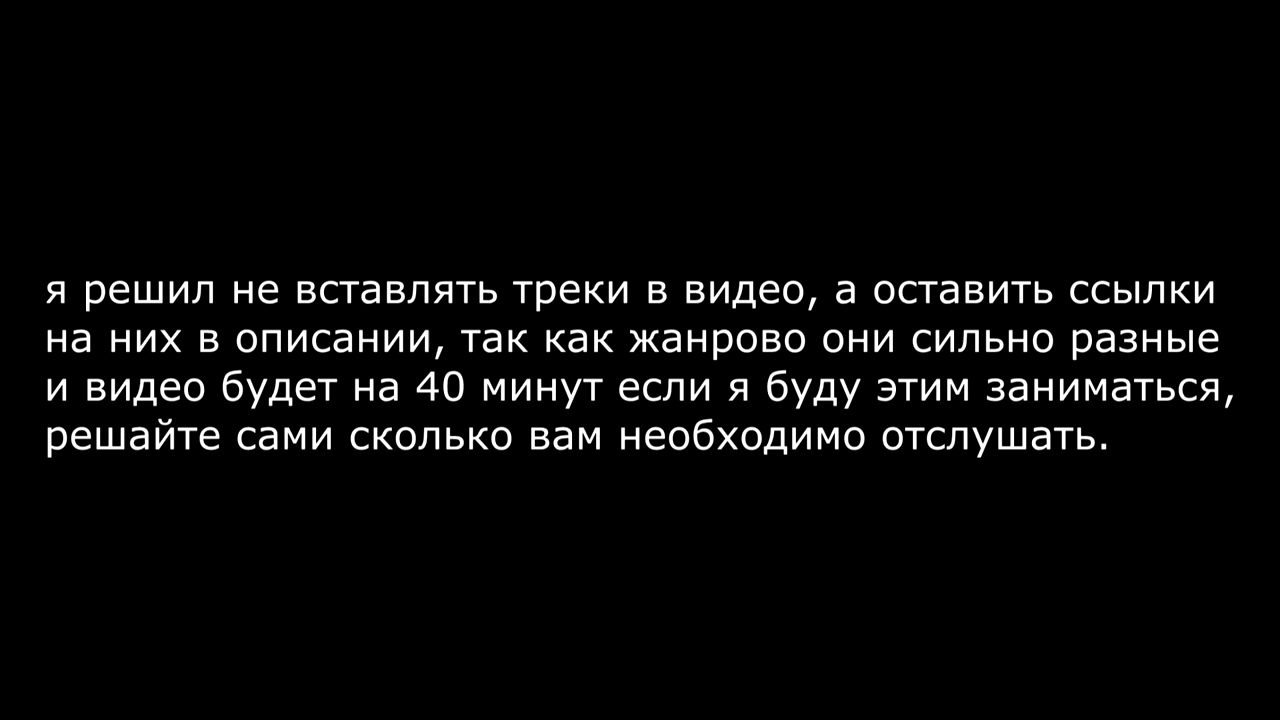 я решил не вставлять треки в видео, а оставить ссылки
на них в описании, так как жанрово они сильно разные
и видео будет на 40 минут если я буду этим заниматься,
решайте сами сколько вам необходимо отслушать.